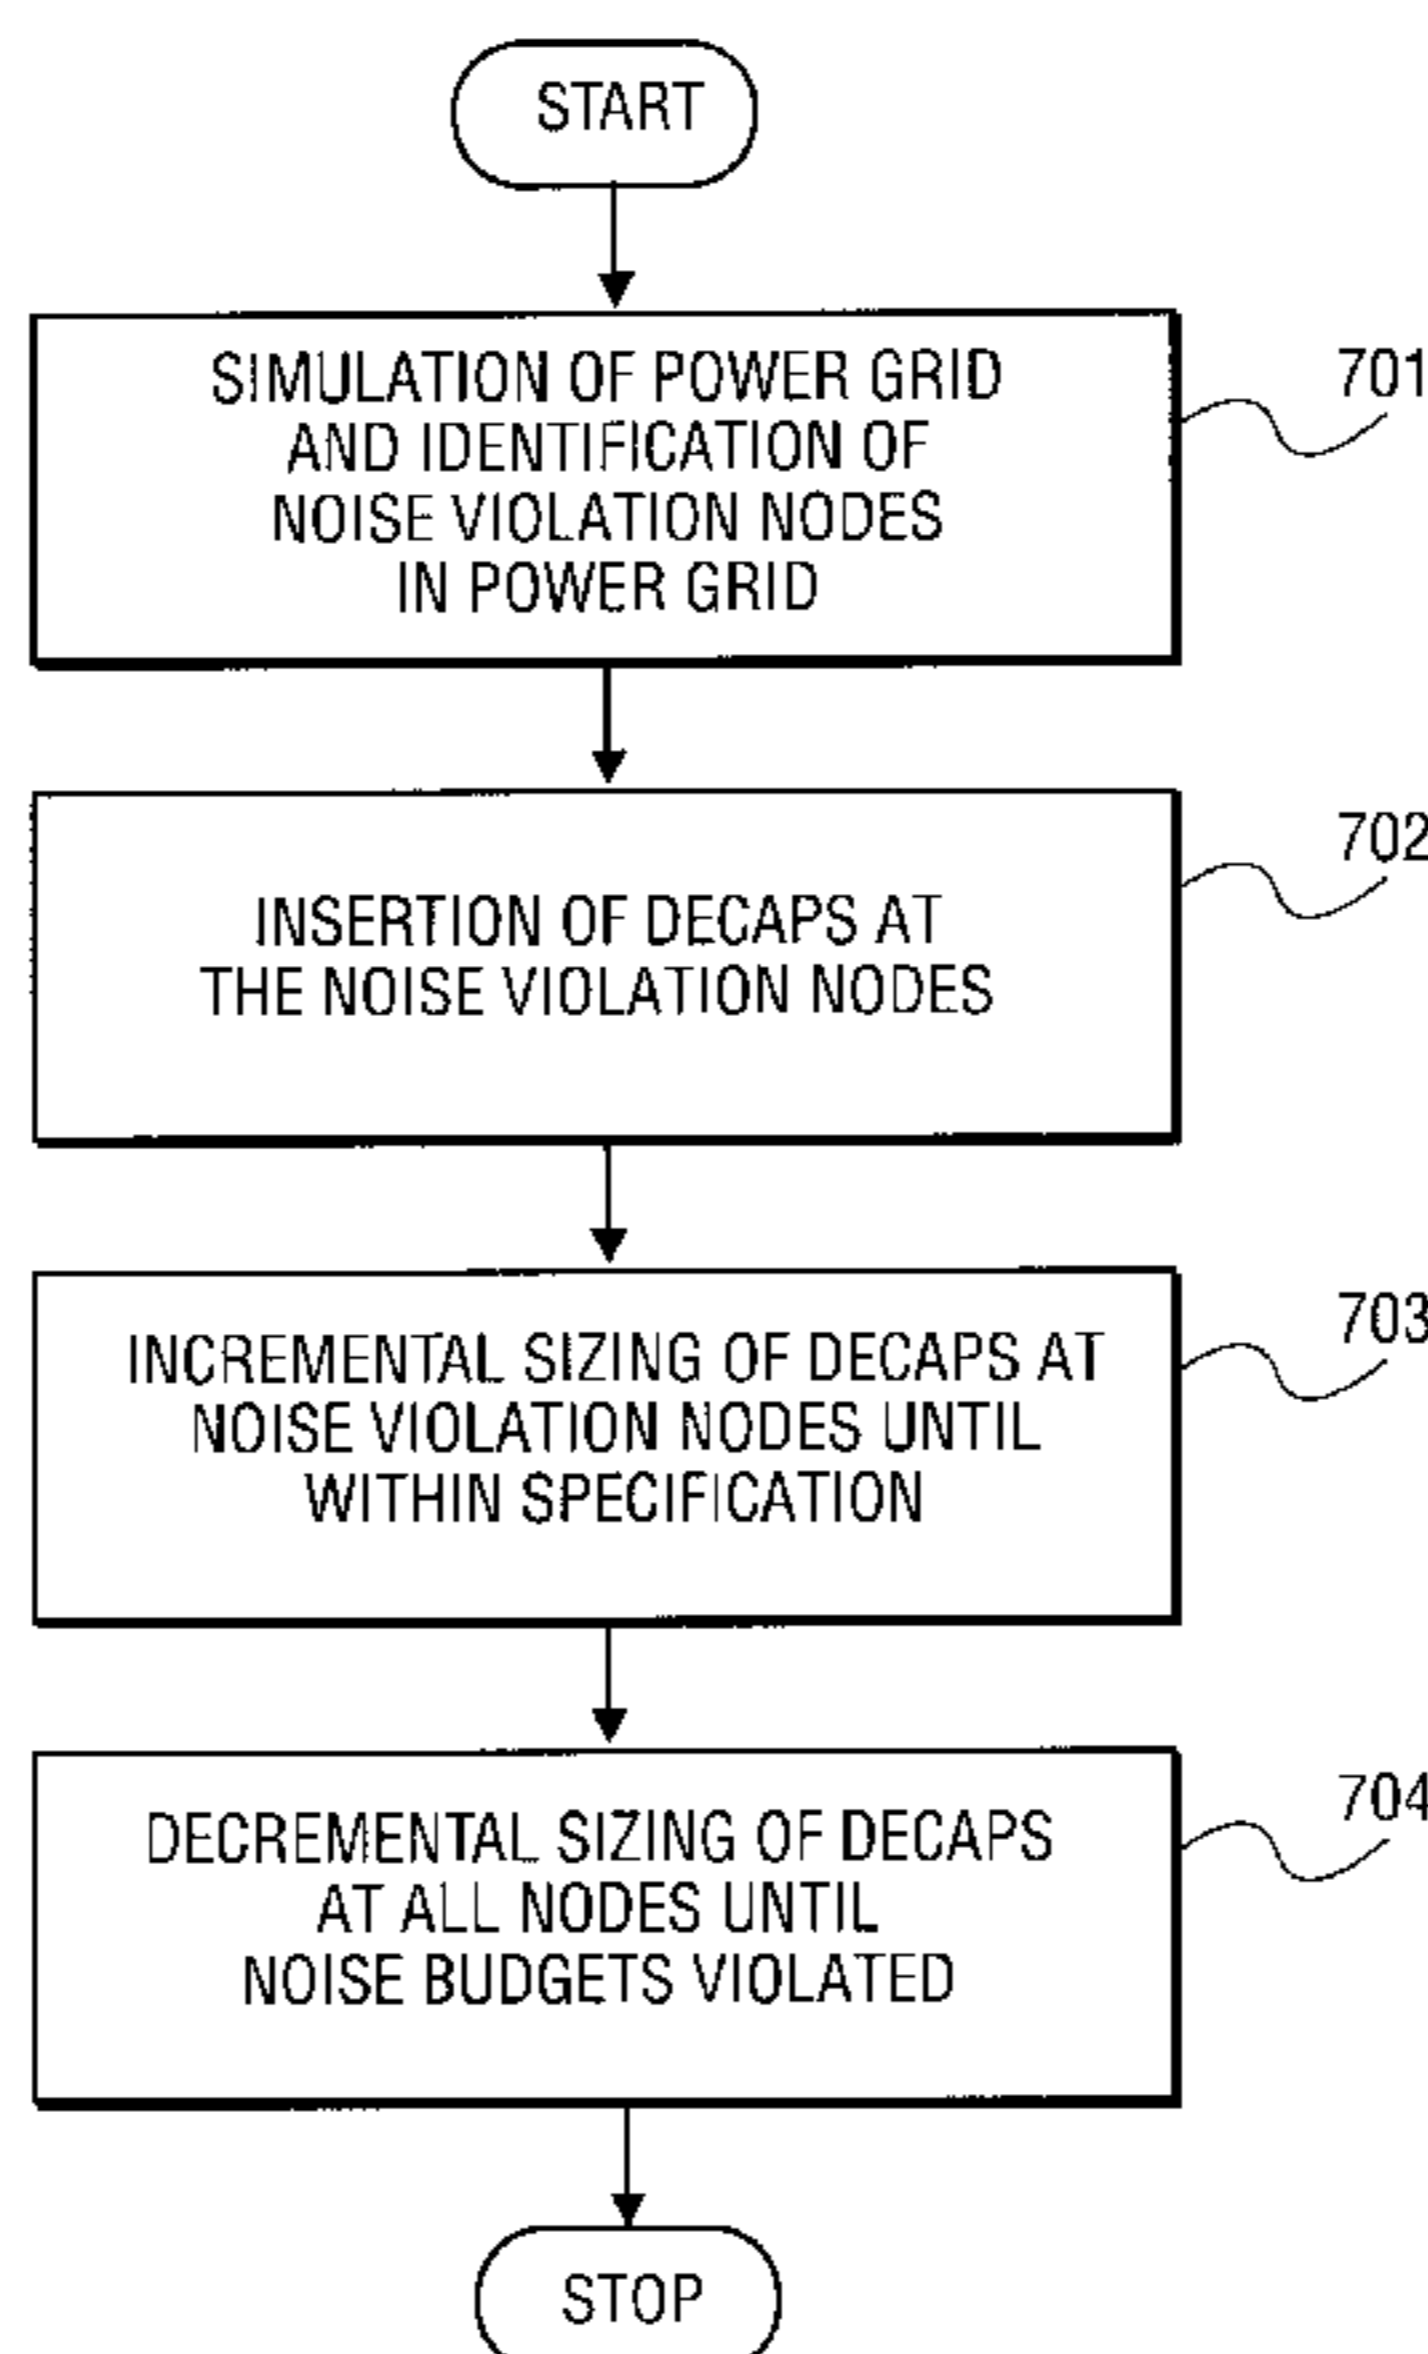 START
SIMULATION OF POWER GRID
AND IDENTIFICATION OF
NOISE VIOLATION NODES
IN POWER GRID
701
INSERTION OF DECAPS AT
THE NOISE VIOLATION NODES
702
INCREMENTAL SIZING OF DECAPS AT
NOISE VIOLATION NODES UNTIL
WITHIN SPECIFICATION
703
DECREMENTAL SIZING OF DECAPS
AT ALL NODES UNTIL
NOISE BUDGETS VIOLATED
704
STOP